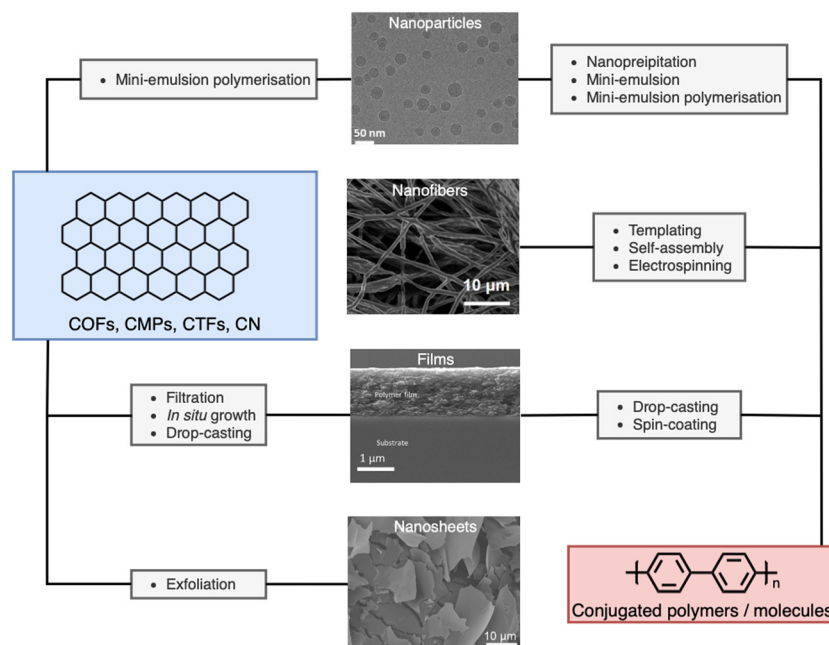 Nanoparticles
• Mini-emulsion polymerisation
50 nm
• Nanopreipitation
• Mini-emulsion
• Mini-emulsion polymerisation
COFs, CMPs, CTFs, CN
Nanofibers
10 μm
• Templating
• Self-assembly
• Electrospinning
• Filtration
• In situ growth
• Drop-casting
Films
Polymer film
Substrate
1 μm
• Drop-casting
• Spin-coating
• Exfoliation
Nanosheets
10 μm
n
Conjugated polymers / molecules